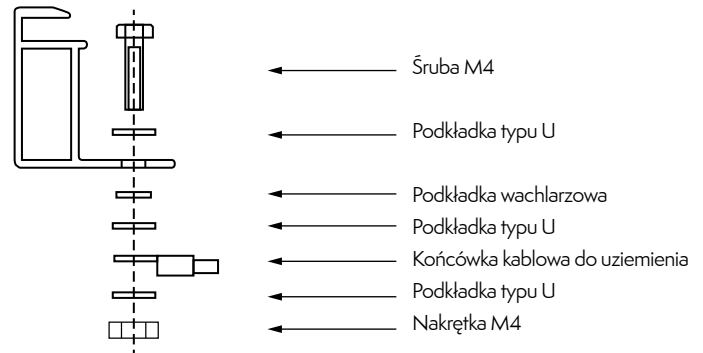 Śruba M4
Podkładka typu U
Podkładka wachlarzowa
Podkładka typu U
Końcówka kablowa do uziemienia
Podkładka typu U
Nakrętka M4